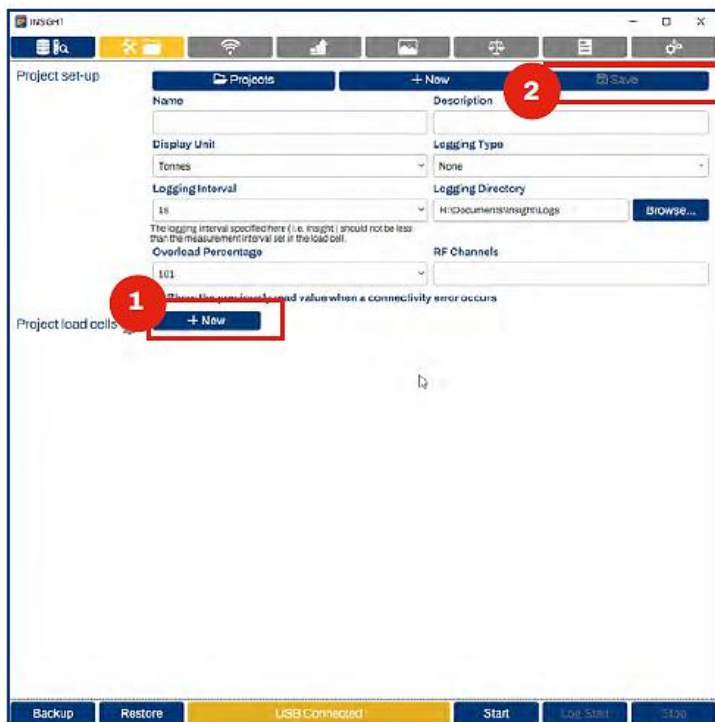 INSIGHT
Project set-up
Projects
+ New
2
Save
Name
Description
Display Unit
Logging Type
Tonnes
None
Logging Interval
Logging Directory
1s
H:\Documents\Insight\Logs
Browse...
The logging interval specified here ( i.e. Insight ) should not be less
than the measurement interval set in the load cell.
Overload Percentage
RF Channels
101
1
the previously read value when a connectivity error occurs
Project load cells
+ New
Backup
Restore
USB Connected
Start
Log Start
Stop